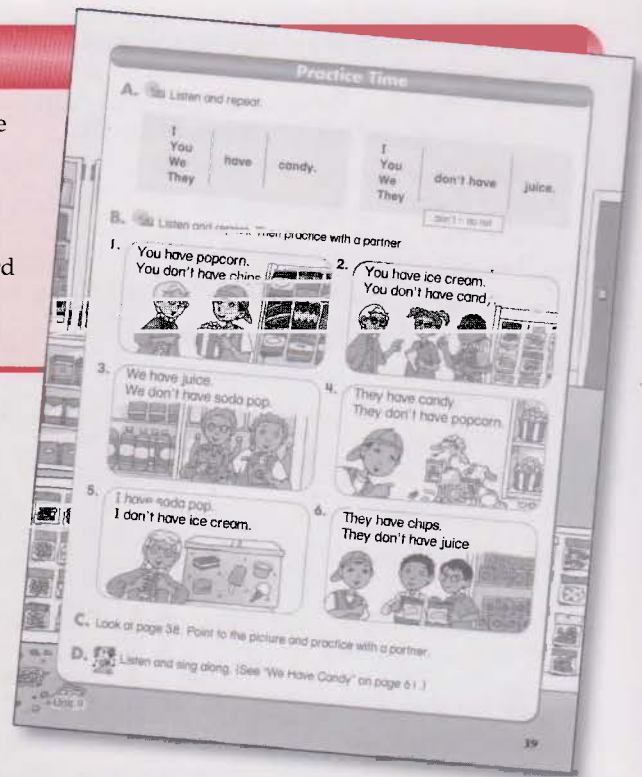 e
rd
Practice Time
A. Listen and repeat.
I
You
We
They
have
candy.
I
You
We
They
don't have
juice.
don't = do not
B. Listen and repeat. Then practice with a partner
1. You have popcorn.
You don't have chips
2. You have ice cream.
You don't have candy
3. We have juice.
We don't have soda pop.
4. They have candy
They don't have popcorn.
5. I have soda pop.
I don't have ice cream.
6. They have chips.
They don't have juice
C. Look at page 38. Point to the picture and practice with a partner.
D. Listen and sing along. (See "We Have Candy" on page 61.)
Unit
39